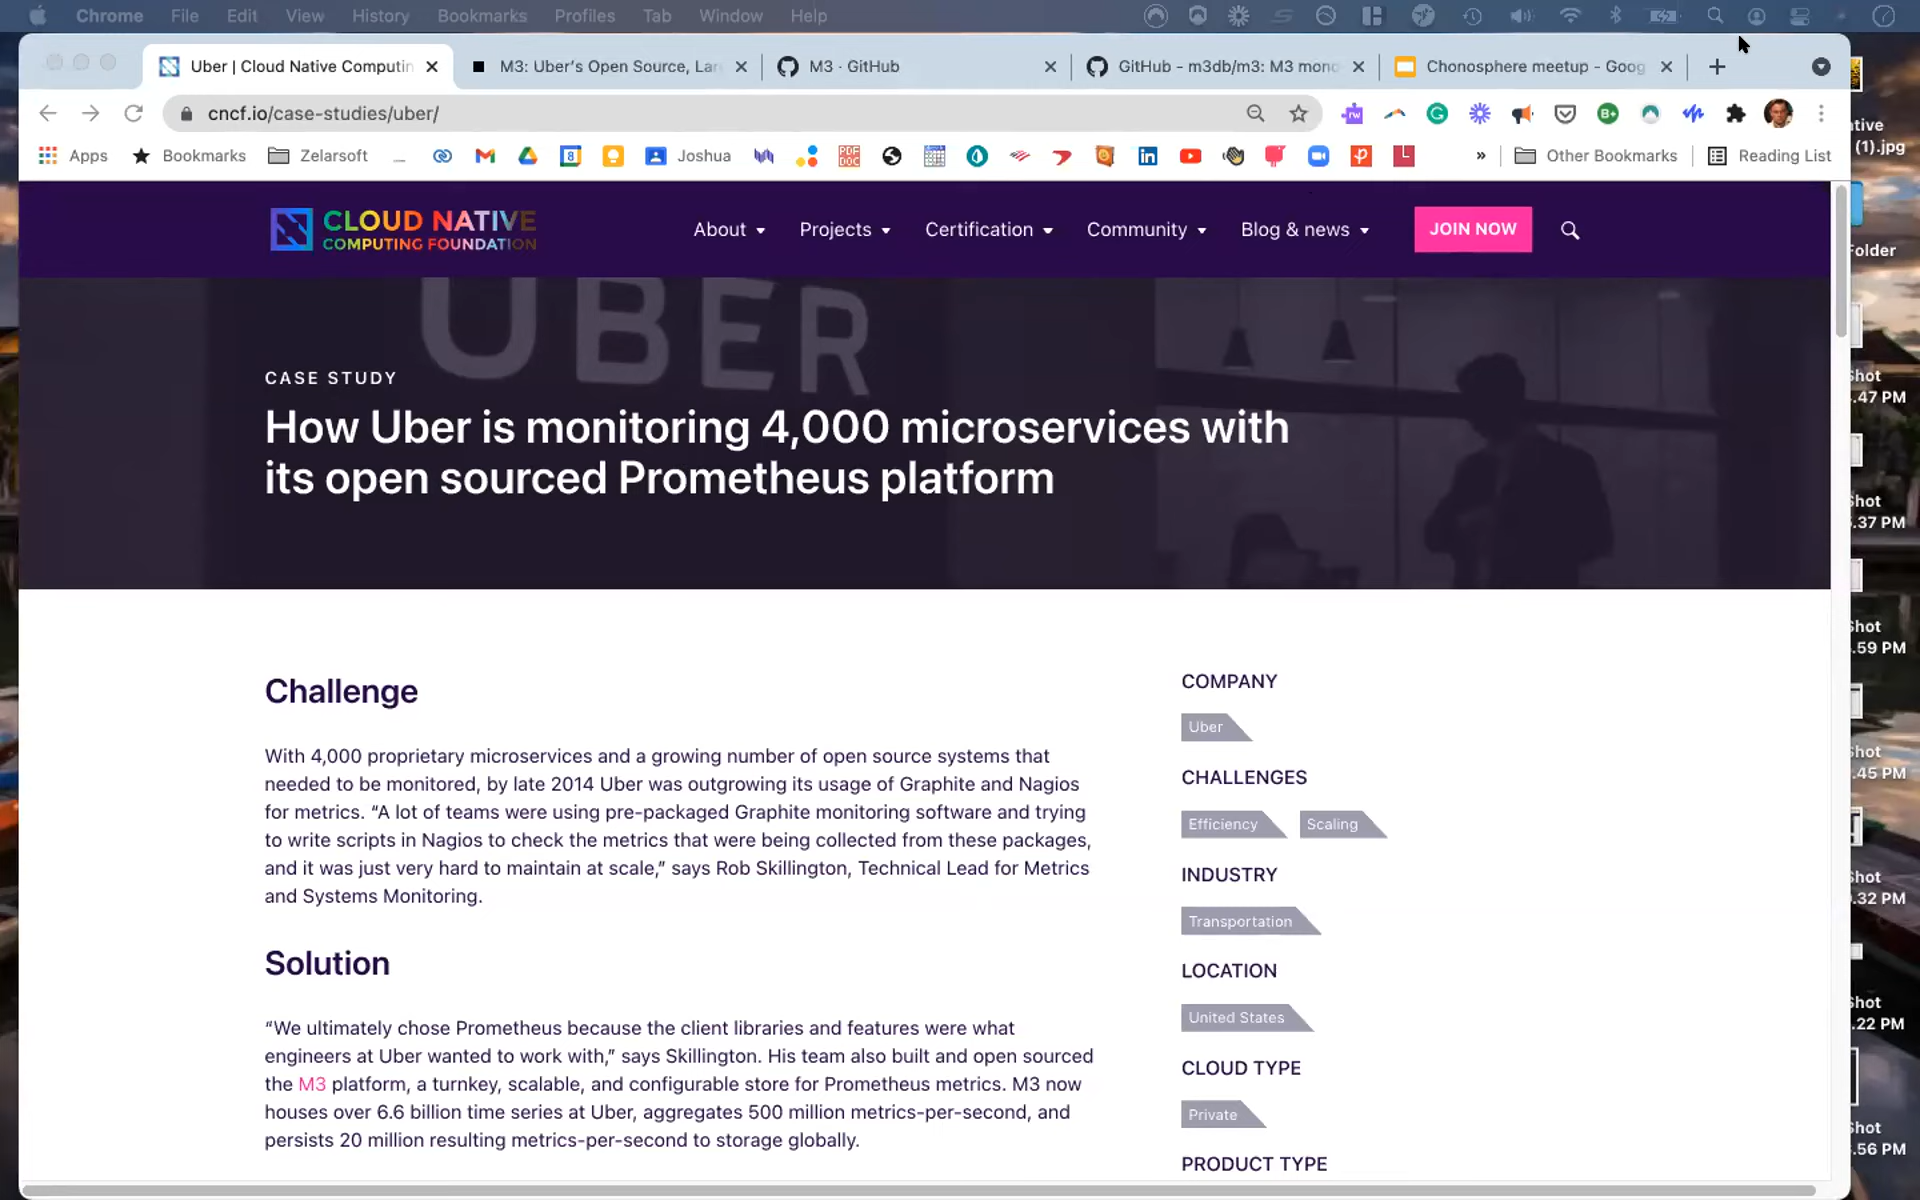 Chrome File Edit View History Bookmarks Profiles Tab Window Help
Uber | Cloud Native Computin
M3: Uber's Open Source, Lar
M3 · GitHub
GitHub - m3db/m3: M3 mono
Chonosphere meetup - Goog
cncf.io/case-studies/uber/
Apps Bookmarks Zelarsoft Joshua » Other Bookmarks Reading List
CLOUD NATIVE
COMPUTING FOUNDATION
About Projects Certification Community Blog & news JOIN NOW
UBER
CASE STUDY
How Uber is monitoring 4,000 microservices with
its open sourced Prometheus platform
Challenge
With 4,000 proprietary microservices and a growing number of open source systems that
needed to be monitored, by late 2014 Uber was outgrowing its usage of Graphite and Nagios
for metrics. “A lot of teams were using pre-packaged Graphite monitoring software and trying
to write scripts in Nagios to check the metrics that were being collected from these packages,
and it was just very hard to maintain at scale,” says Rob Skillington, Technical Lead for Metrics
and Systems Monitoring.
Solution
“We ultimately chose Prometheus because the client libraries and features were what
engineers at Uber wanted to work with,” says Skillington. His team also built and open sourced
the M3 platform, a turnkey, scalable, and configurable store for Prometheus metrics. M3 now
houses over 6.6 billion time series at Uber, aggregates 500 million metrics-per-second, and
persists 20 million resulting metrics-per-second to storage globally.
COMPANY
Uber
CHALLENGES
Efficiency Scaling
INDUSTRY
Transportation
LOCATION
United States
CLOUD TYPE
Private
PRODUCT TYPE
ative
(1).jpg
Folder
Shot
.47 PM
Shot
.37 PM
Shot
.59 PM
Shot
.45 PM
Shot
.32 PM
Shot
.22 PM
Shot
.56 PM